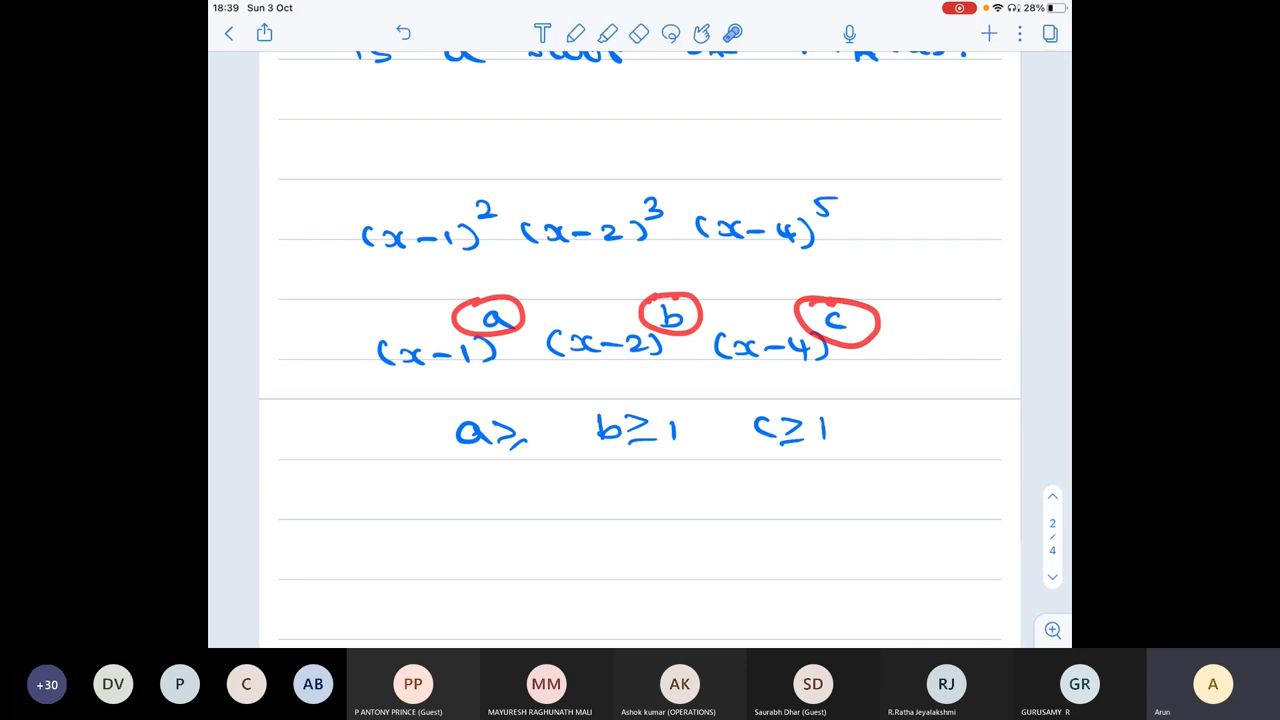 18:39 Sun 3 Oct
28%
T
is a
(x-1)² (x-2)³ (x-4)⁵
(x-1)ᵃ (x-2)ᵇ (x-4)ᶜ
a≥ b≥1 c≥1
2
/
4
+30 DV P C AB PP MM AK SD RJ GR A
P ANTONY PRINCE (Guest) MAYURESH RAGHUNATH MALI Ashok kumar (OPERATIONS) Saurabh Dhar (Guest) R.Ratha Jeyalakshmi GURUSAMY R Arun